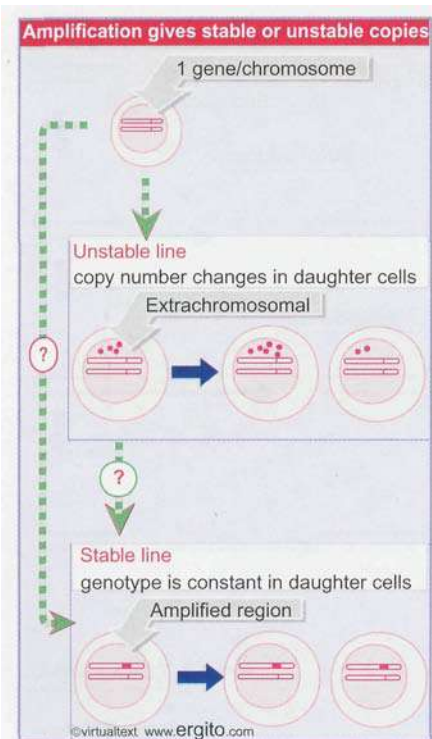 Amplification gives stable or unstable copies
1 gene/chromosome
Unstable line
copy number changes in daughter cells
Extrachromosomal
?
?
Stable line
genotype is constant in daughter cells
Amplified region
©virtualtext www.ergito.com